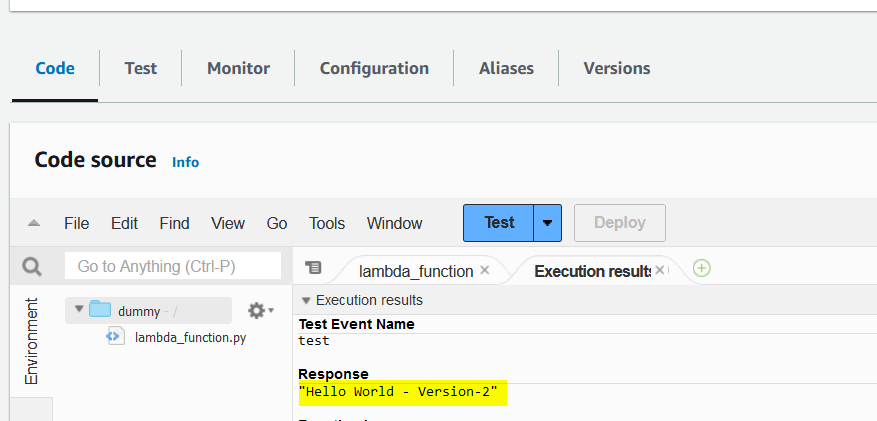 Code Test Monitor Configuration Aliases Versions
Code source Info
File Edit Find View Go Tools Window Test Deploy
Go to Anything (Ctrl-P)
lambda_function Execution results
Environment
dummy - /
lambda_function.py
Execution results
Test Event Name
test
Response
"Hello World - Version-2"